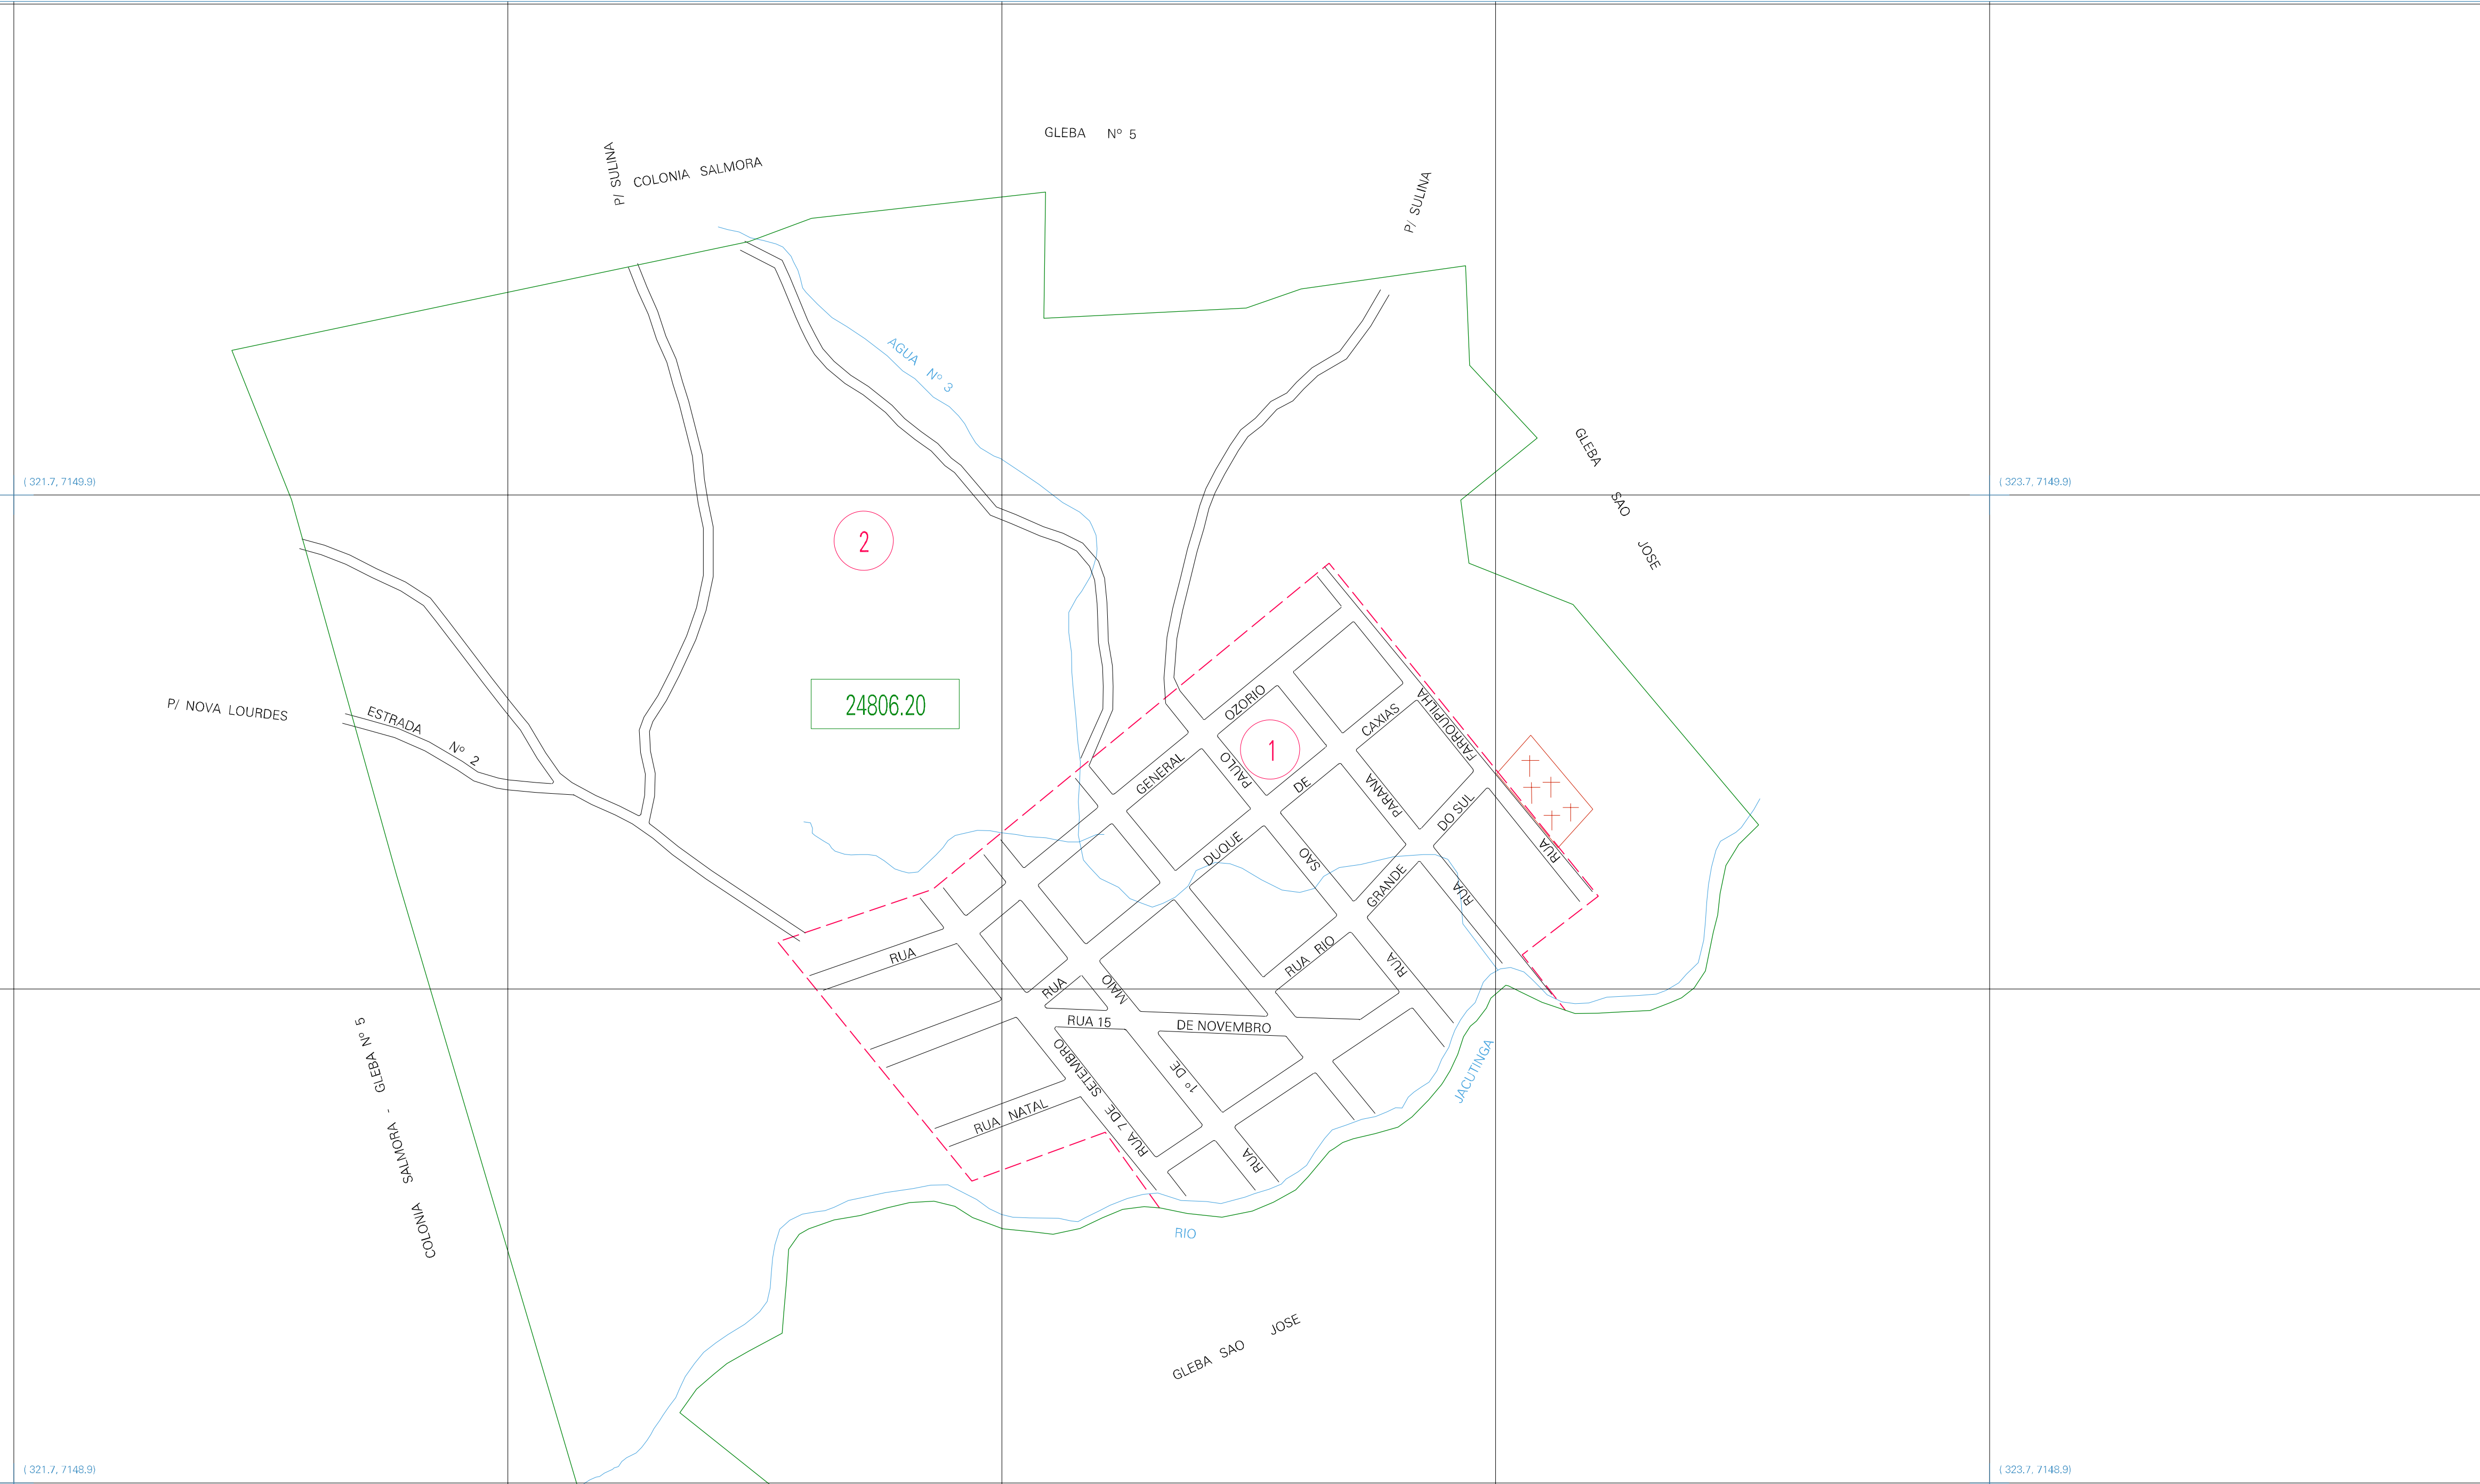 GLEBA Nº 5
P/ SULINA
COLONIA SALMORA
P/ SULINA
AGUA Nº 3
GLEBA SAO JOSE
( 321.7, 7149.9)
( 323.7, 7149.9)
2
24806.20
P/ NOVA LOURDES
ESTRADA Nº 2
1
RUA GENERAL OZORIO
RUA DUQUE DE CAXIAS
RUA RIO GRANDE DO SUL
RUA FARROUPILHA
RUA PARANA
RUA SAO PAULO
RUA 1º DE MAIO
RUA 15 DE NOVEMBRO
RUA 7 DE SETEMBRO
RUA NATAL
RIO JACUTINGA
COLONIA SALMORA - GLEBA Nº 5
GLEBA SAO JOSE
( 321.7, 7148.9)
( 323.7, 7148.9)